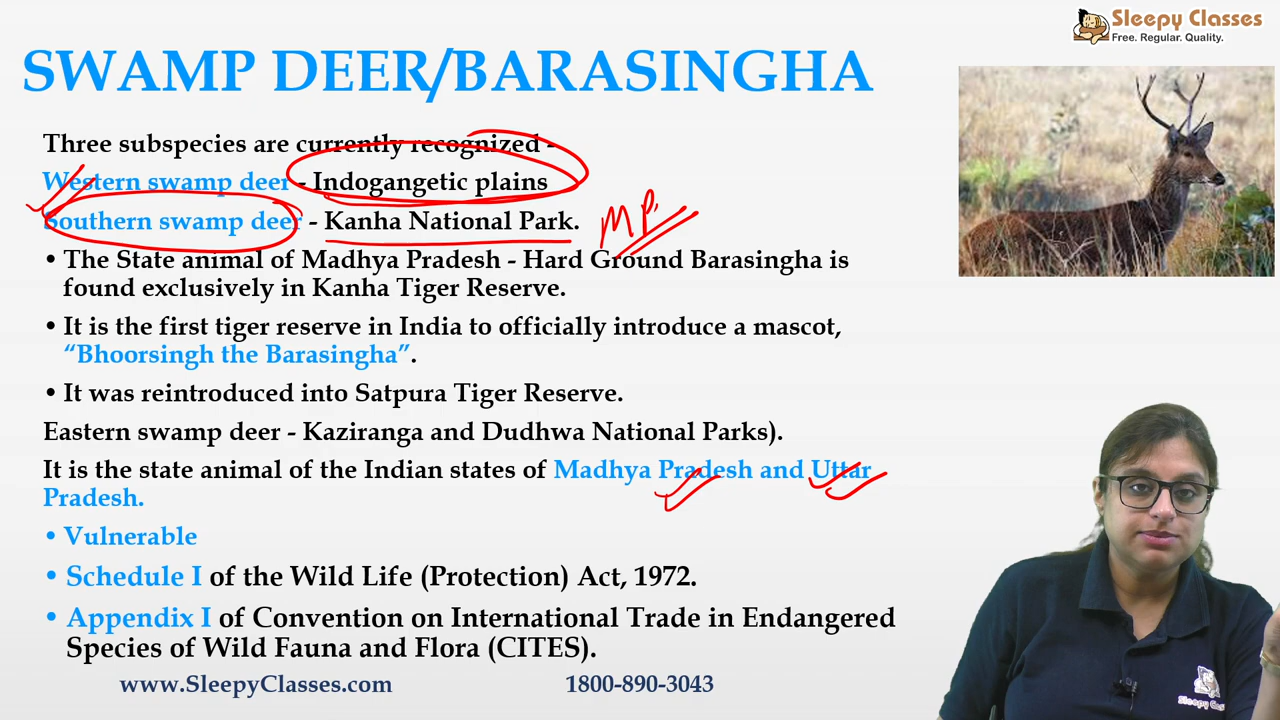 Sleepy Classes
Free. Regular. Quality.
SWAMP DEER/BARASINGHA
Three subspecies are currently recognized -
Western swamp deer - Indogangetic plains
Southern swamp deer - Kanha National Park.
MP.
• The State animal of Madhya Pradesh - Hard Ground Barasingha is
found exclusively in Kanha Tiger Reserve.
• It is the first tiger reserve in India to officially introduce a mascot,
“Bhoorsingh the Barasingha”.
• It was reintroduced into Satpura Tiger Reserve.
Eastern swamp deer - Kaziranga and Dudhwa National Parks).
It is the state animal of the Indian states of Madhya Pradesh and Uttar
Pradesh.
• Vulnerable
• Schedule I of the Wild Life (Protection) Act, 1972.
• Appendix I of Convention on International Trade in Endangered
Species of Wild Fauna and Flora (CITES).
www.SleepyClasses.com
1800-890-3043